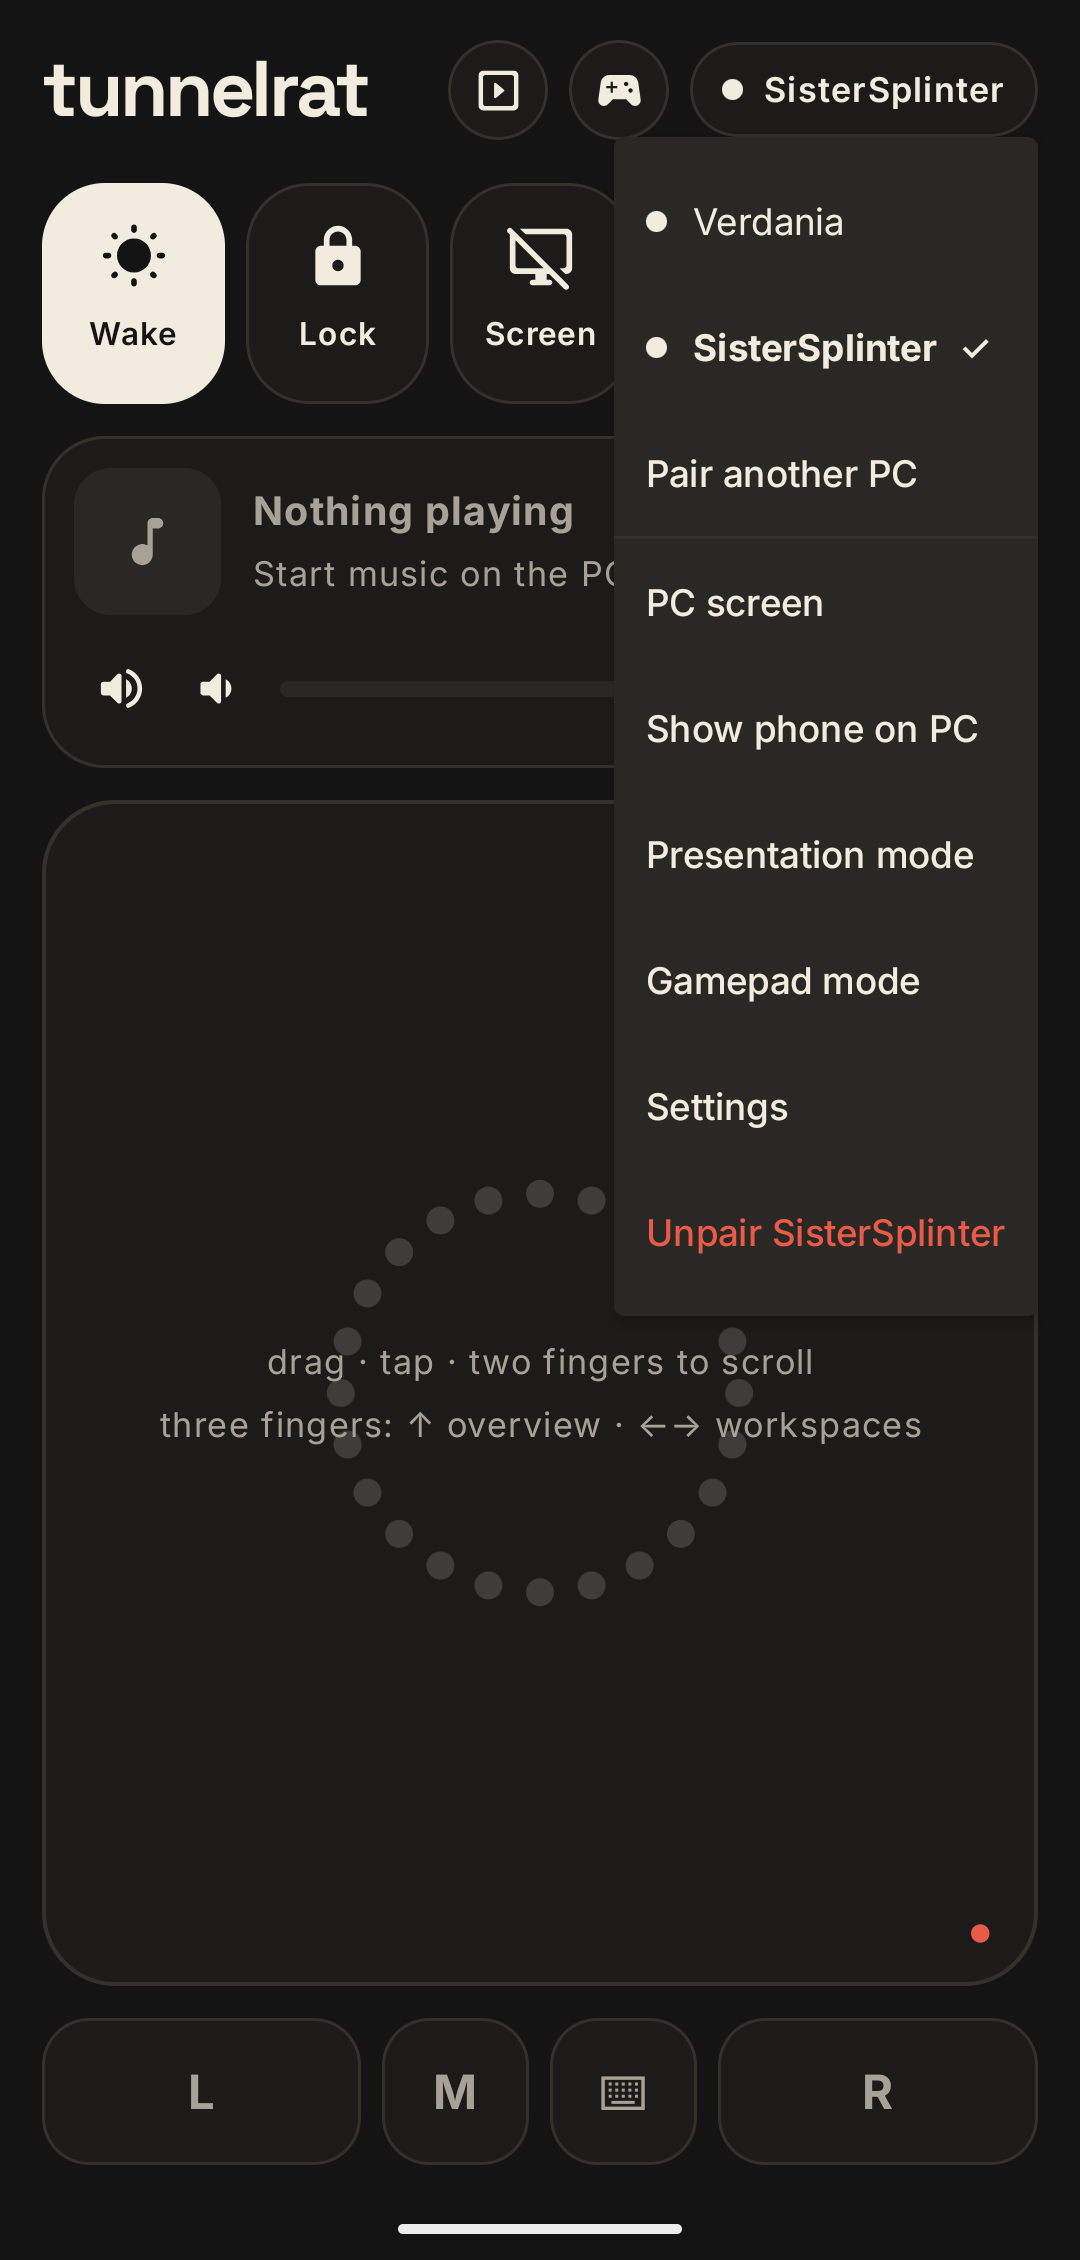 tunnelrat
SisterSplinter
Wake
Lock
Screen
Verdania
SisterSplinter
Pair another PC
PC screen
Show phone on PC
Presentation mode
Gamepad mode
Settings
Unpair SisterSplinter
Nothing playing
Start music on the PC
drag · tap · two fingers to scroll
three fingers: ↑ overview · ←→ workspaces
L
M
R